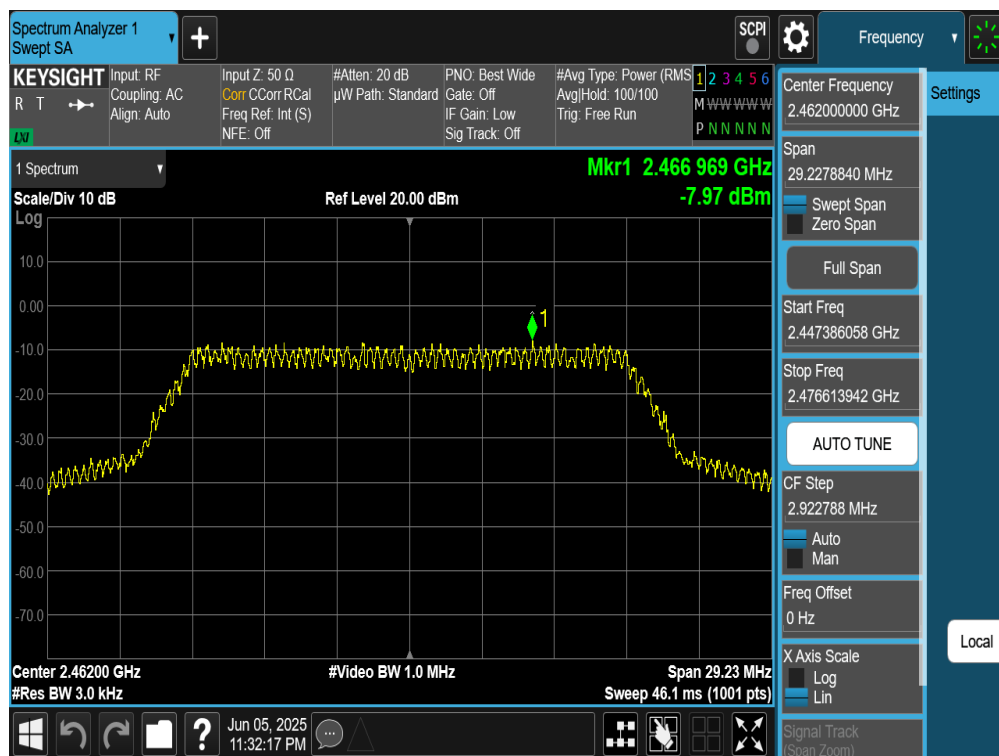 Spectrum Analyzer 1
Swept SA
+
SCPI
Frequency
KEYSIGHT
R T
LXI
Input: RF
Coupling: AC
Align: Auto
Input Z: 50 Ω
Corr CCorr RCal
Freq Ref: Int (S)
NFE: Off
#Atten: 20 dB
µW Path: Standard
PNO: Best Wide
Gate: Off
IF Gain: Low
Sig Track: Off
#Avg Type: Power (RMS
Avg|Hold: 100/100
Trig: Free Run
1 2 3 4 5 6
M W W W W W W
P N N N N N
1 Spectrum
Mkr1 2.466 969 GHz
-7.97 dBm
Scale/Div 10 dB
Ref Level 20.00 dBm
Log
10.0
0.00
-10.0
-20.0
-30.0
-40.0
-50.0
-60.0
-70.0
1
Center 2.46200 GHz
#Video BW 1.0 MHz
Span 29.23 MHz
#Res BW 3.0 kHz
Sweep 46.1 ms (1001 pts)
Center Frequency
2.462000000 GHz
Span
29.2278840 MHz
Swept Span
Zero Span
Full Span
Start Freq
2.447386058 GHz
Stop Freq
2.476613942 GHz
AUTO TUNE
CF Step
2.922788 MHz
Auto
Man
Freq Offset
0 Hz
X Axis Scale
Log
Lin
Signal Track
(Span Zoom)
Settings
Local
?
Jun 05, 2025
11:32:17 PM